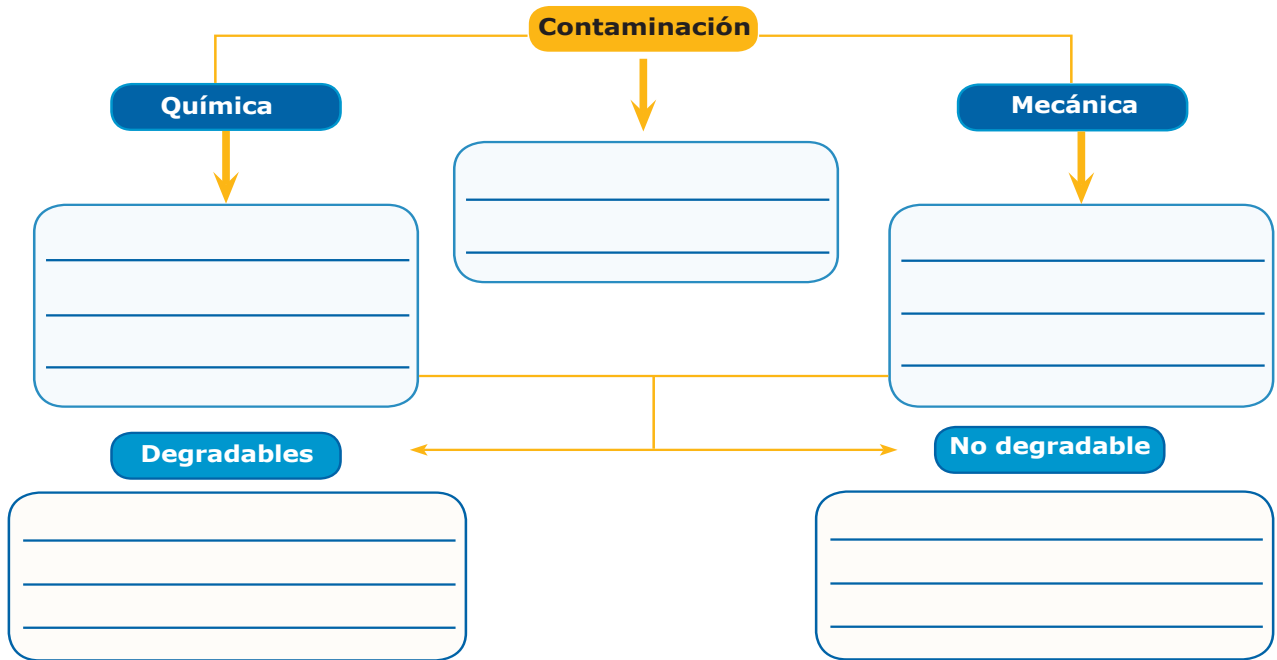 Contaminación
Química
Mecánica
Degradables
No degradable